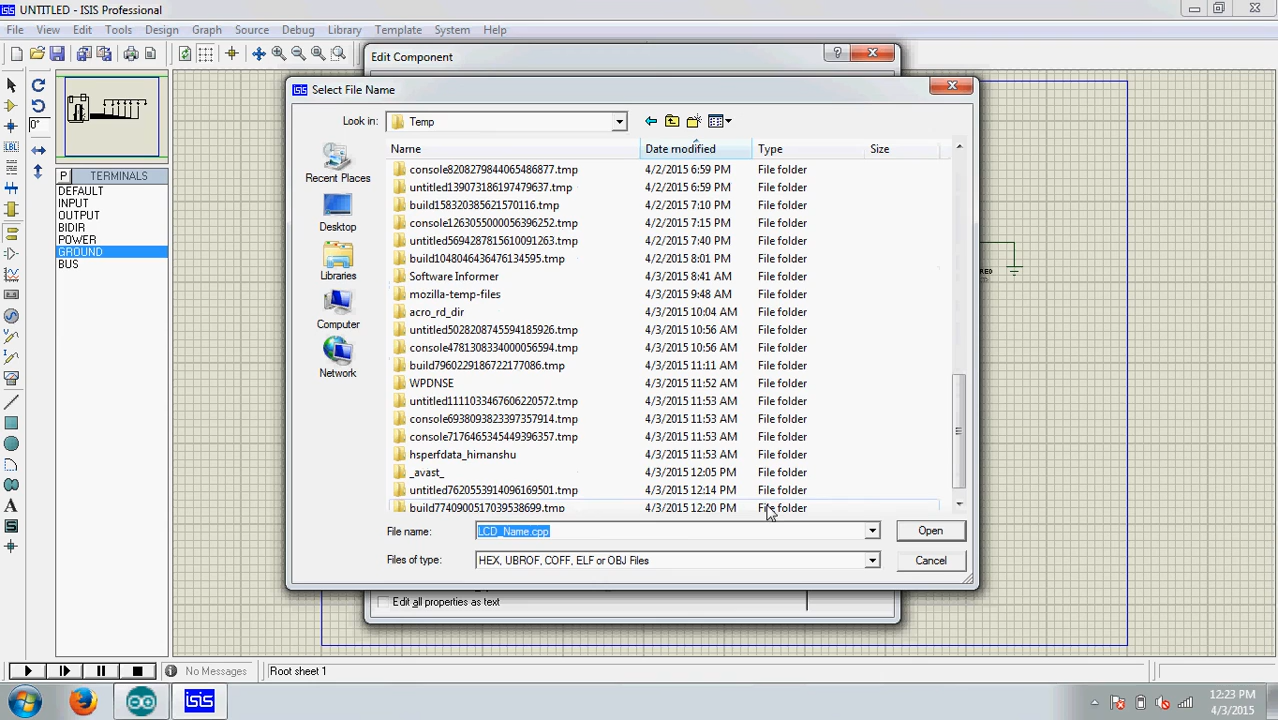 UNTITLED - ISIS Professional
File View Edit Tools Design Graph Source Debug Library Template System Help
Edit Component
Select File Name
Look in: Temp
Name Date modified Type Size
console8208279844065486877.tmp 4/2/2015 6:59 PM File folder
untitled139073186197479637.tmp 4/2/2015 6:59 PM File folder
build158320385621570116.tmp 4/2/2015 7:10 PM File folder
console1263055000056396252.tmp 4/2/2015 7:15 PM File folder
untitled5694287815610091263.tmp 4/2/2015 7:40 PM File folder
build1048046436476134595.tmp 4/2/2015 8:01 PM File folder
Software Informer 4/3/2015 8:41 AM File folder
mozilla-temp-files 4/3/2015 9:48 AM File folder
acro_rd_dir 4/3/2015 10:04 AM File folder
untitled5028208745594185926.tmp 4/3/2015 10:56 AM File folder
console4781308334000056594.tmp 4/3/2015 10:56 AM File folder
build7960229186722177086.tmp 4/3/2015 11:11 AM File folder
WPDNSE 4/3/2015 11:52 AM File folder
untitled1111033467606220572.tmp 4/3/2015 11:53 AM File folder
console6938093823397357914.tmp 4/3/2015 11:53 AM File folder
console7176465345449396357.tmp 4/3/2015 11:53 AM File folder
hsperfdata_himanshu 4/3/2015 11:53 AM File folder
_avast_ 4/3/2015 12:05 PM File folder
untitled7620553914096169501.tmp 4/3/2015 12:14 PM File folder
build7740900517039538699.tmp 4/3/2015 12:20 PM File folder
Recent Places
Desktop
Libraries
Computer
Network
File name: LCD_Name.cpp Open
Files of type: HEX, UBROF, COFF, ELF or OBJ Files Cancel
Edit all properties as text
0°
LBL
P TERMINALS
DEFAULT
INPUT
OUTPUT
BIDIR
POWER
GROUND
BUS
A
RED
No Messages Root sheet 1
isis
12:23 PM
4/3/2015